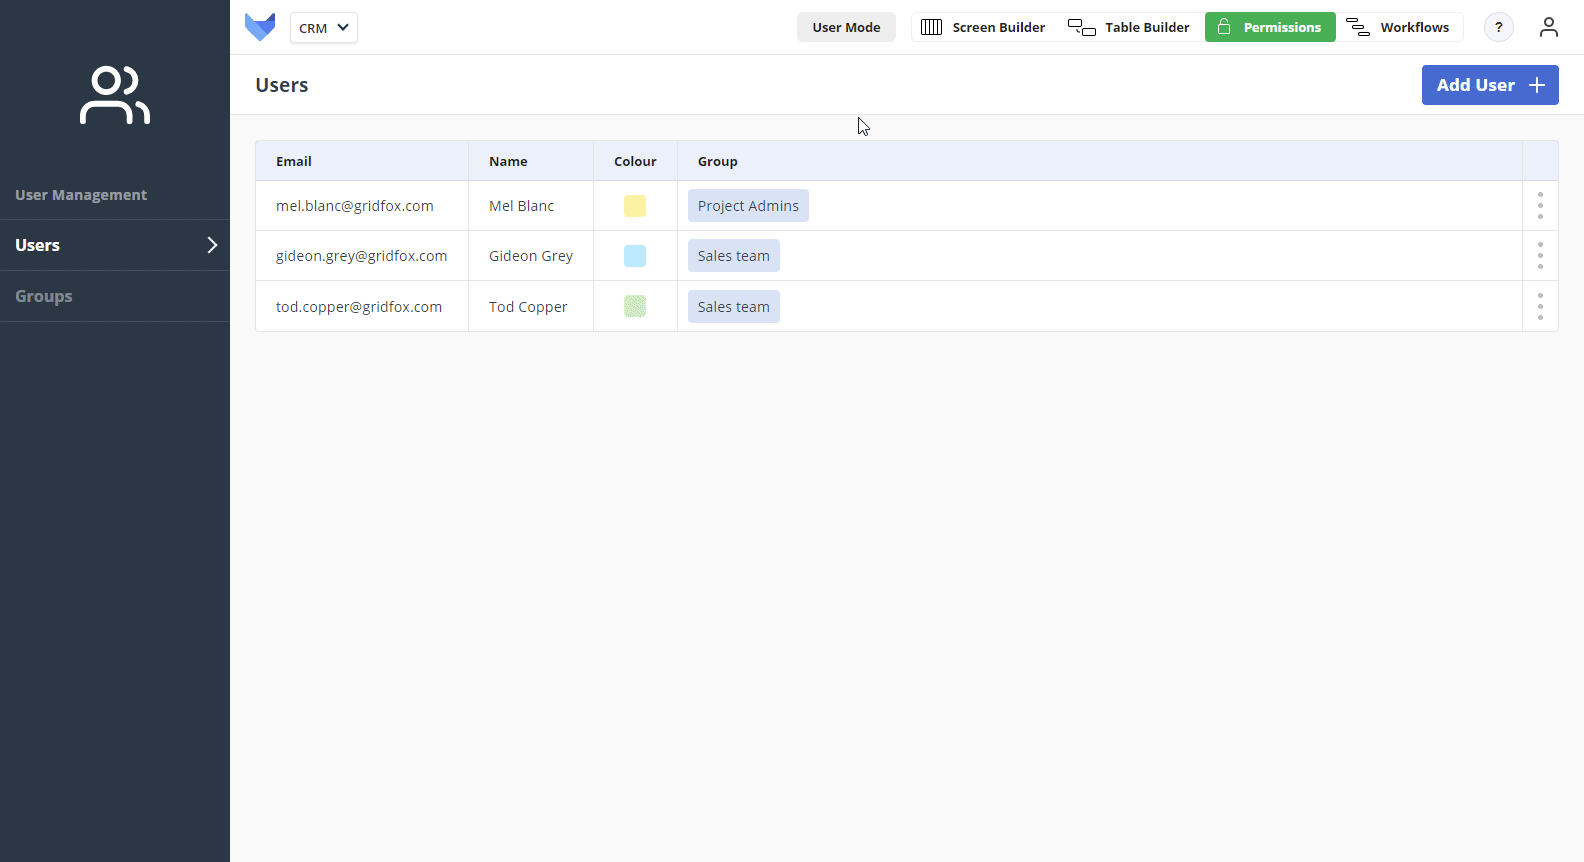 CRM
User Mode
Screen Builder
Table Builder
Permissions
Workflows
?
Users
Add User
User Management
Users
Groups
Email Name Colour Group
mel.blanc@gridfox.com Mel Blanc Project Admins
gideon.grey@gridfox.com Gideon Grey Sales team
tod.copper@gridfox.com Tod Copper Sales team